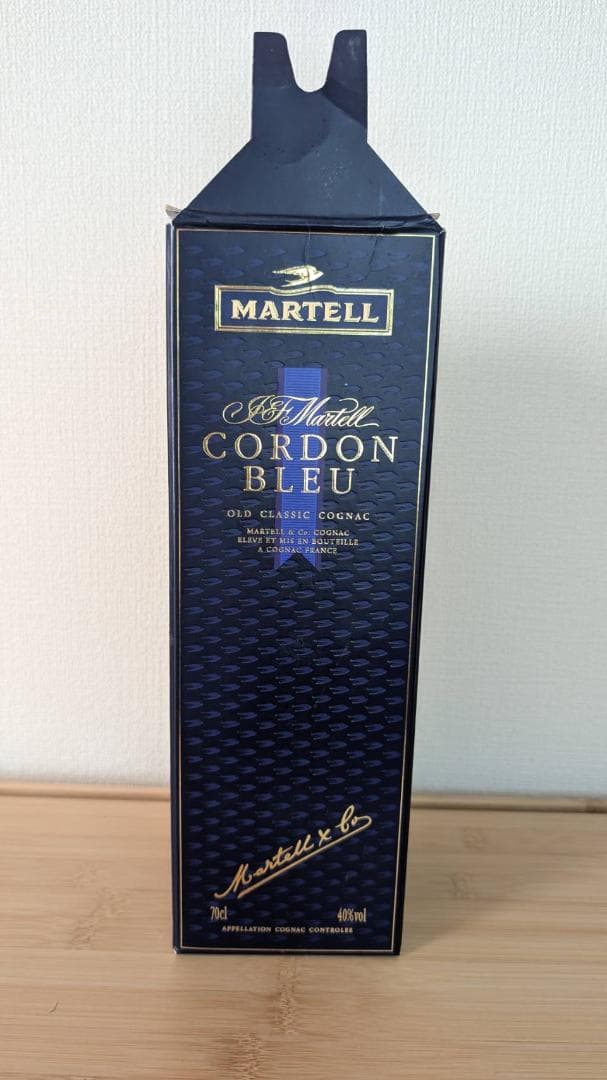 MARTELL
J&F Martell
CORDON
BLEU
OLD CLASSIC COGNAC
MARTELL & Co. COGNAC
ELEVE ET MIS EN BOUTEILLE
A COGNAC FRANCE
Martell & Co
70cl 40%vol
APPELLATION COGNAC CONTROLEE